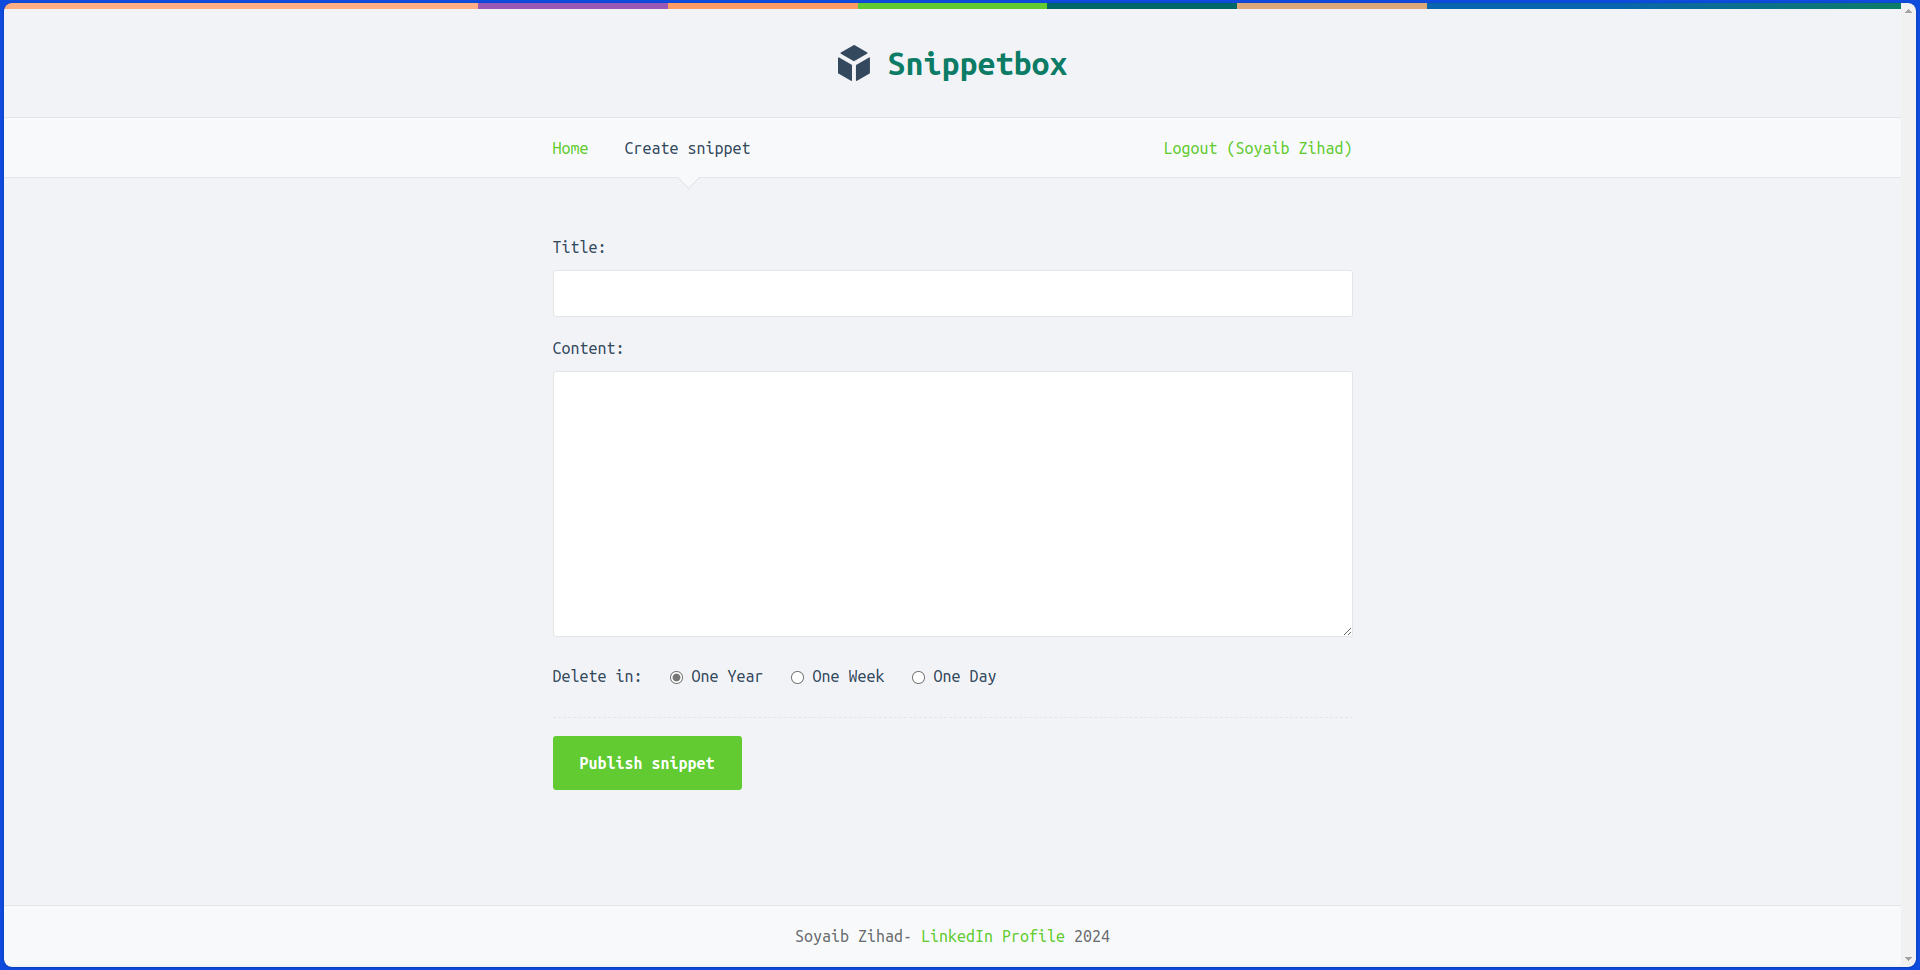 Snippetbox
Home Create snippet Logout (Soyaib Zihad)
Title:
Content:
Delete in: One Year One Week One Day
Publish snippet
Soyaib Zihad- LinkedIn Profile 2024